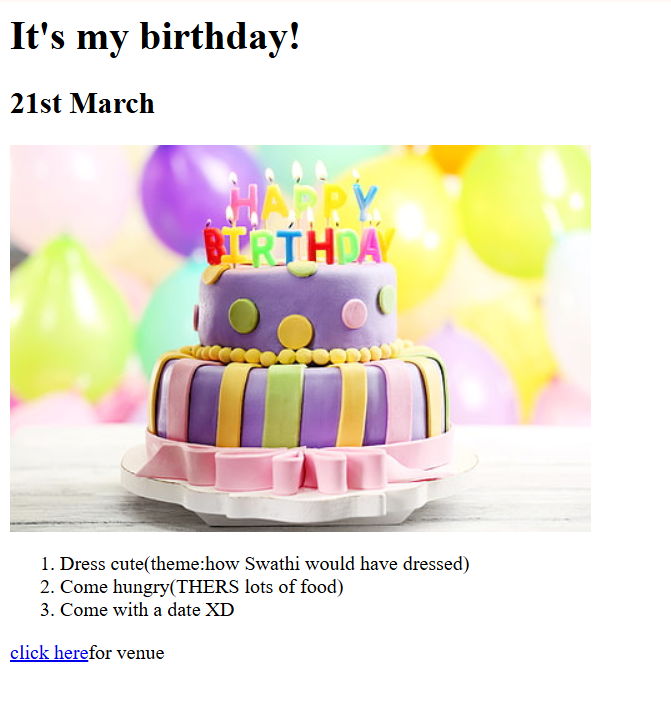 It's my birthday!
21st March
HAPPY
BIRTHDAY
1. Dress cute(theme:how Swathi would have dressed)
2. Come hungry(THERS lots of food)
3. Come with a date XD
click herefor venue